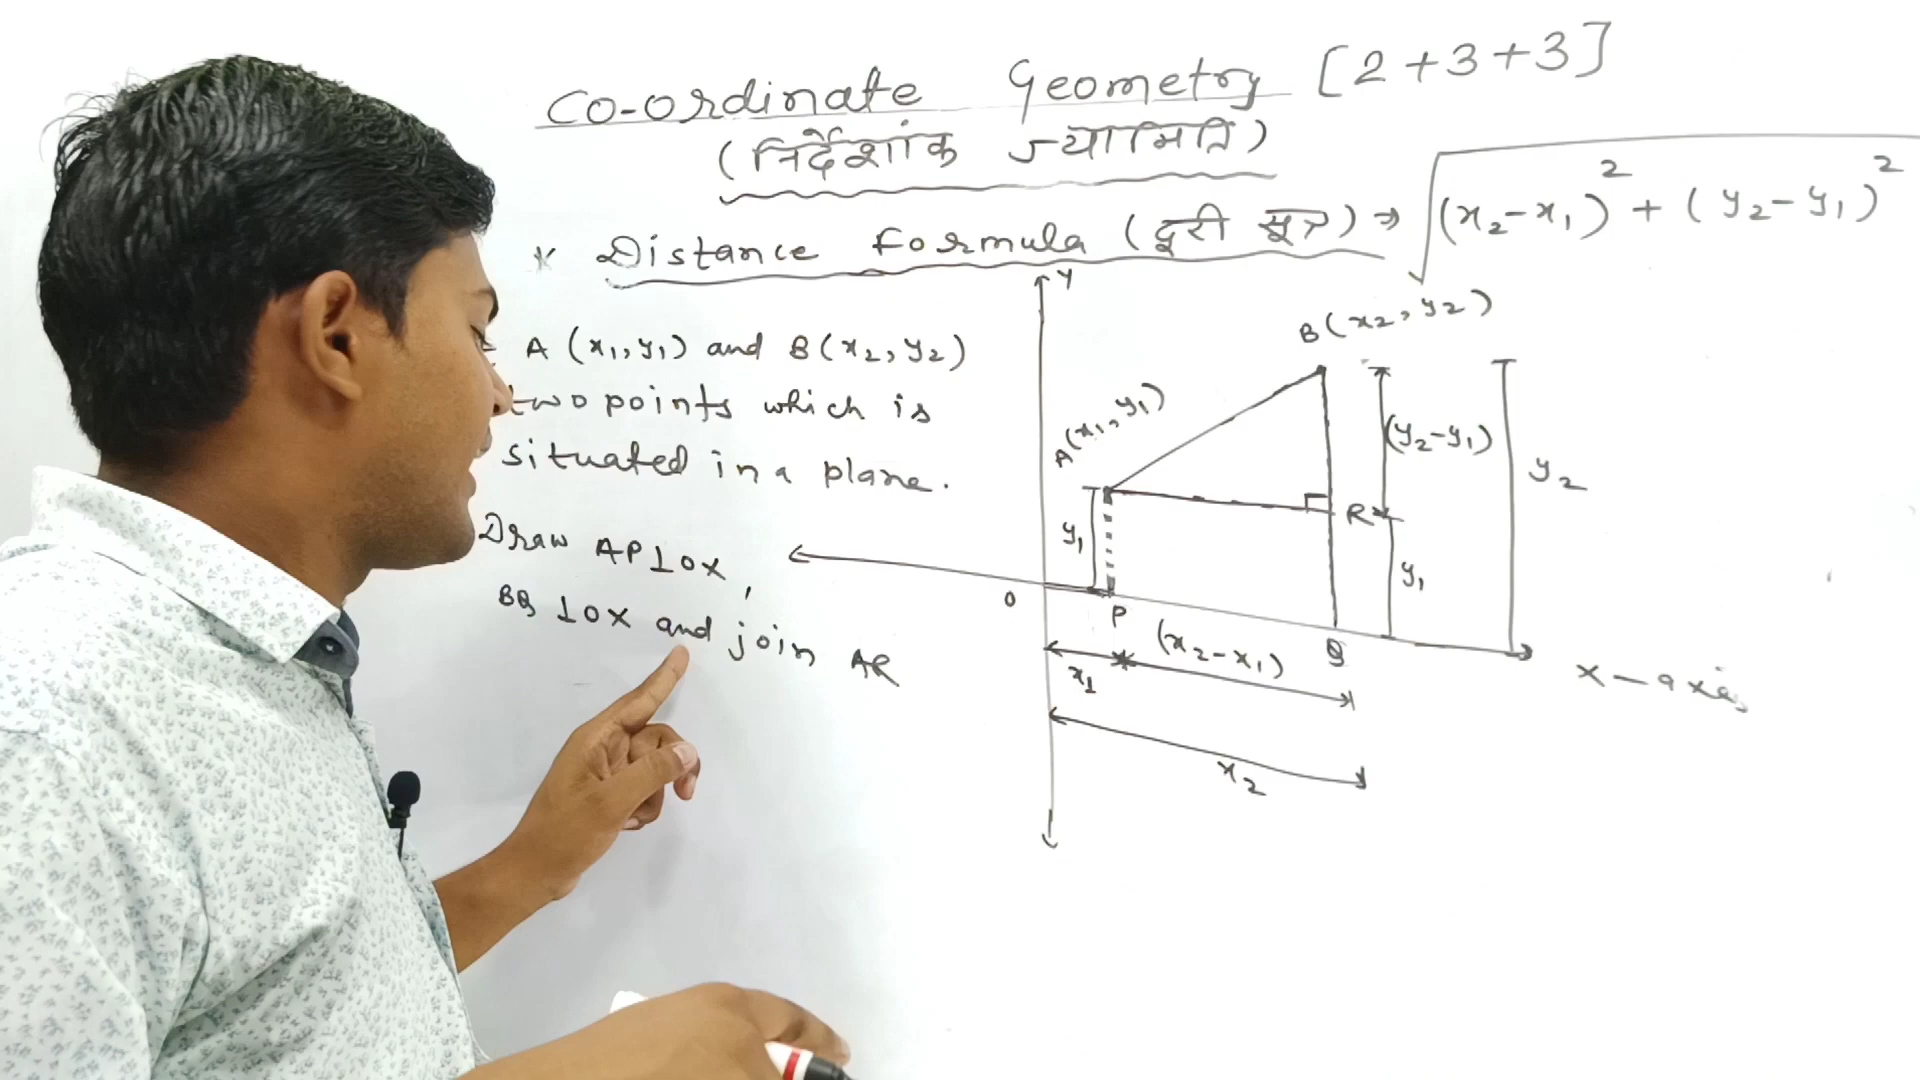 Co-ordinate Geometry [2+3+3]
(निर्देशांक ज्यामिति)
* Distance Formula (दूरी सूत्र) → √(x₂-x₁)² + (y₂-y₁)²
A (x₁,y₁) and B(x₂,y₂)
two points which is
situated in a plane.
Draw AP⊥OX,
BQ ⊥OX and join AR
Y
B(x₂,y₂)
A(x₁,y₁)
(y₂-y₁)
y₂
R
y₁
y₁
O
P
Q
(x₂-x₁)
x₁
x₂
X-axis